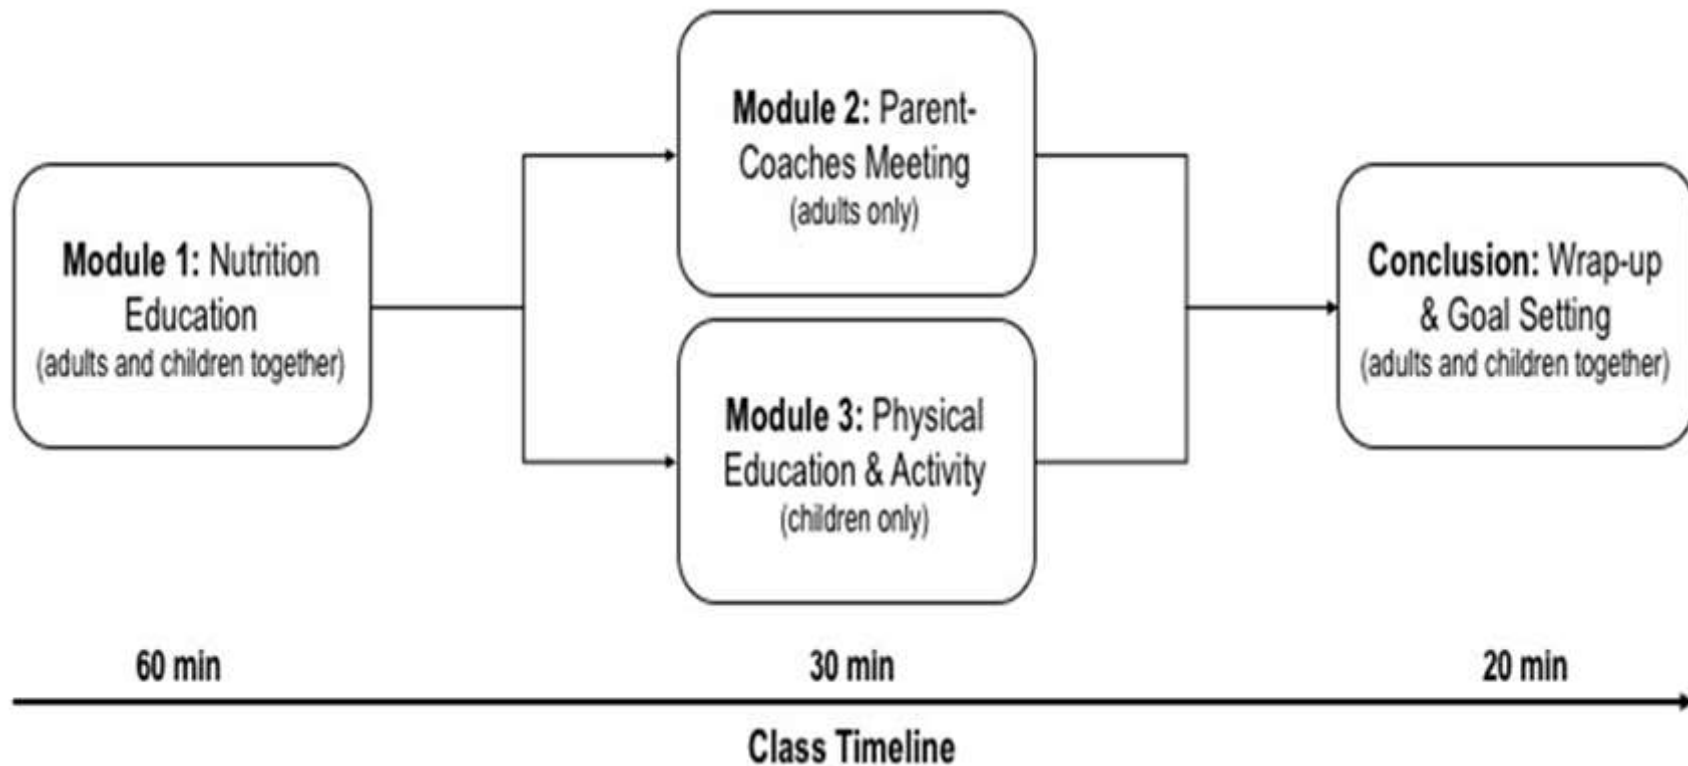 Module 1: Nutrition
Education
(adults and children together)
Module 2: Parent-
Coaches Meeting
(adults only)
Module 3: Physical
Education & Activity
(children only)
Conclusion: Wrap-up
& Goal Setting
(adults and children together)
60 min
30 min
20 min
Class Timeline